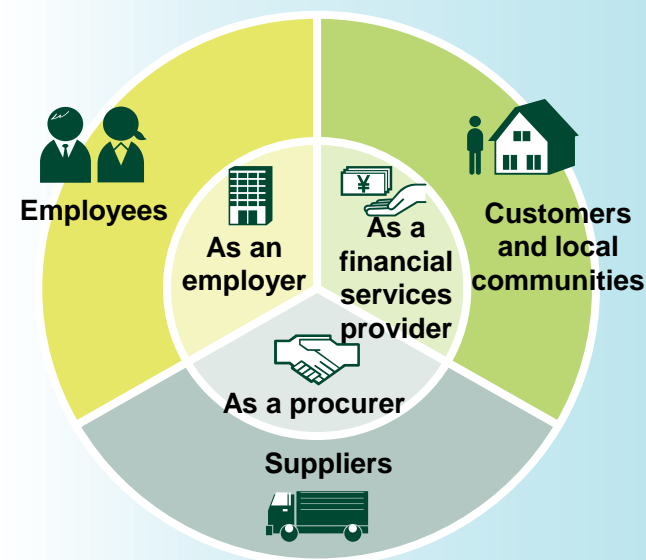 Employees
As an
employer
As a
financial
services
provider
Customers
and local
communities
As a procurer
Suppliers
¥